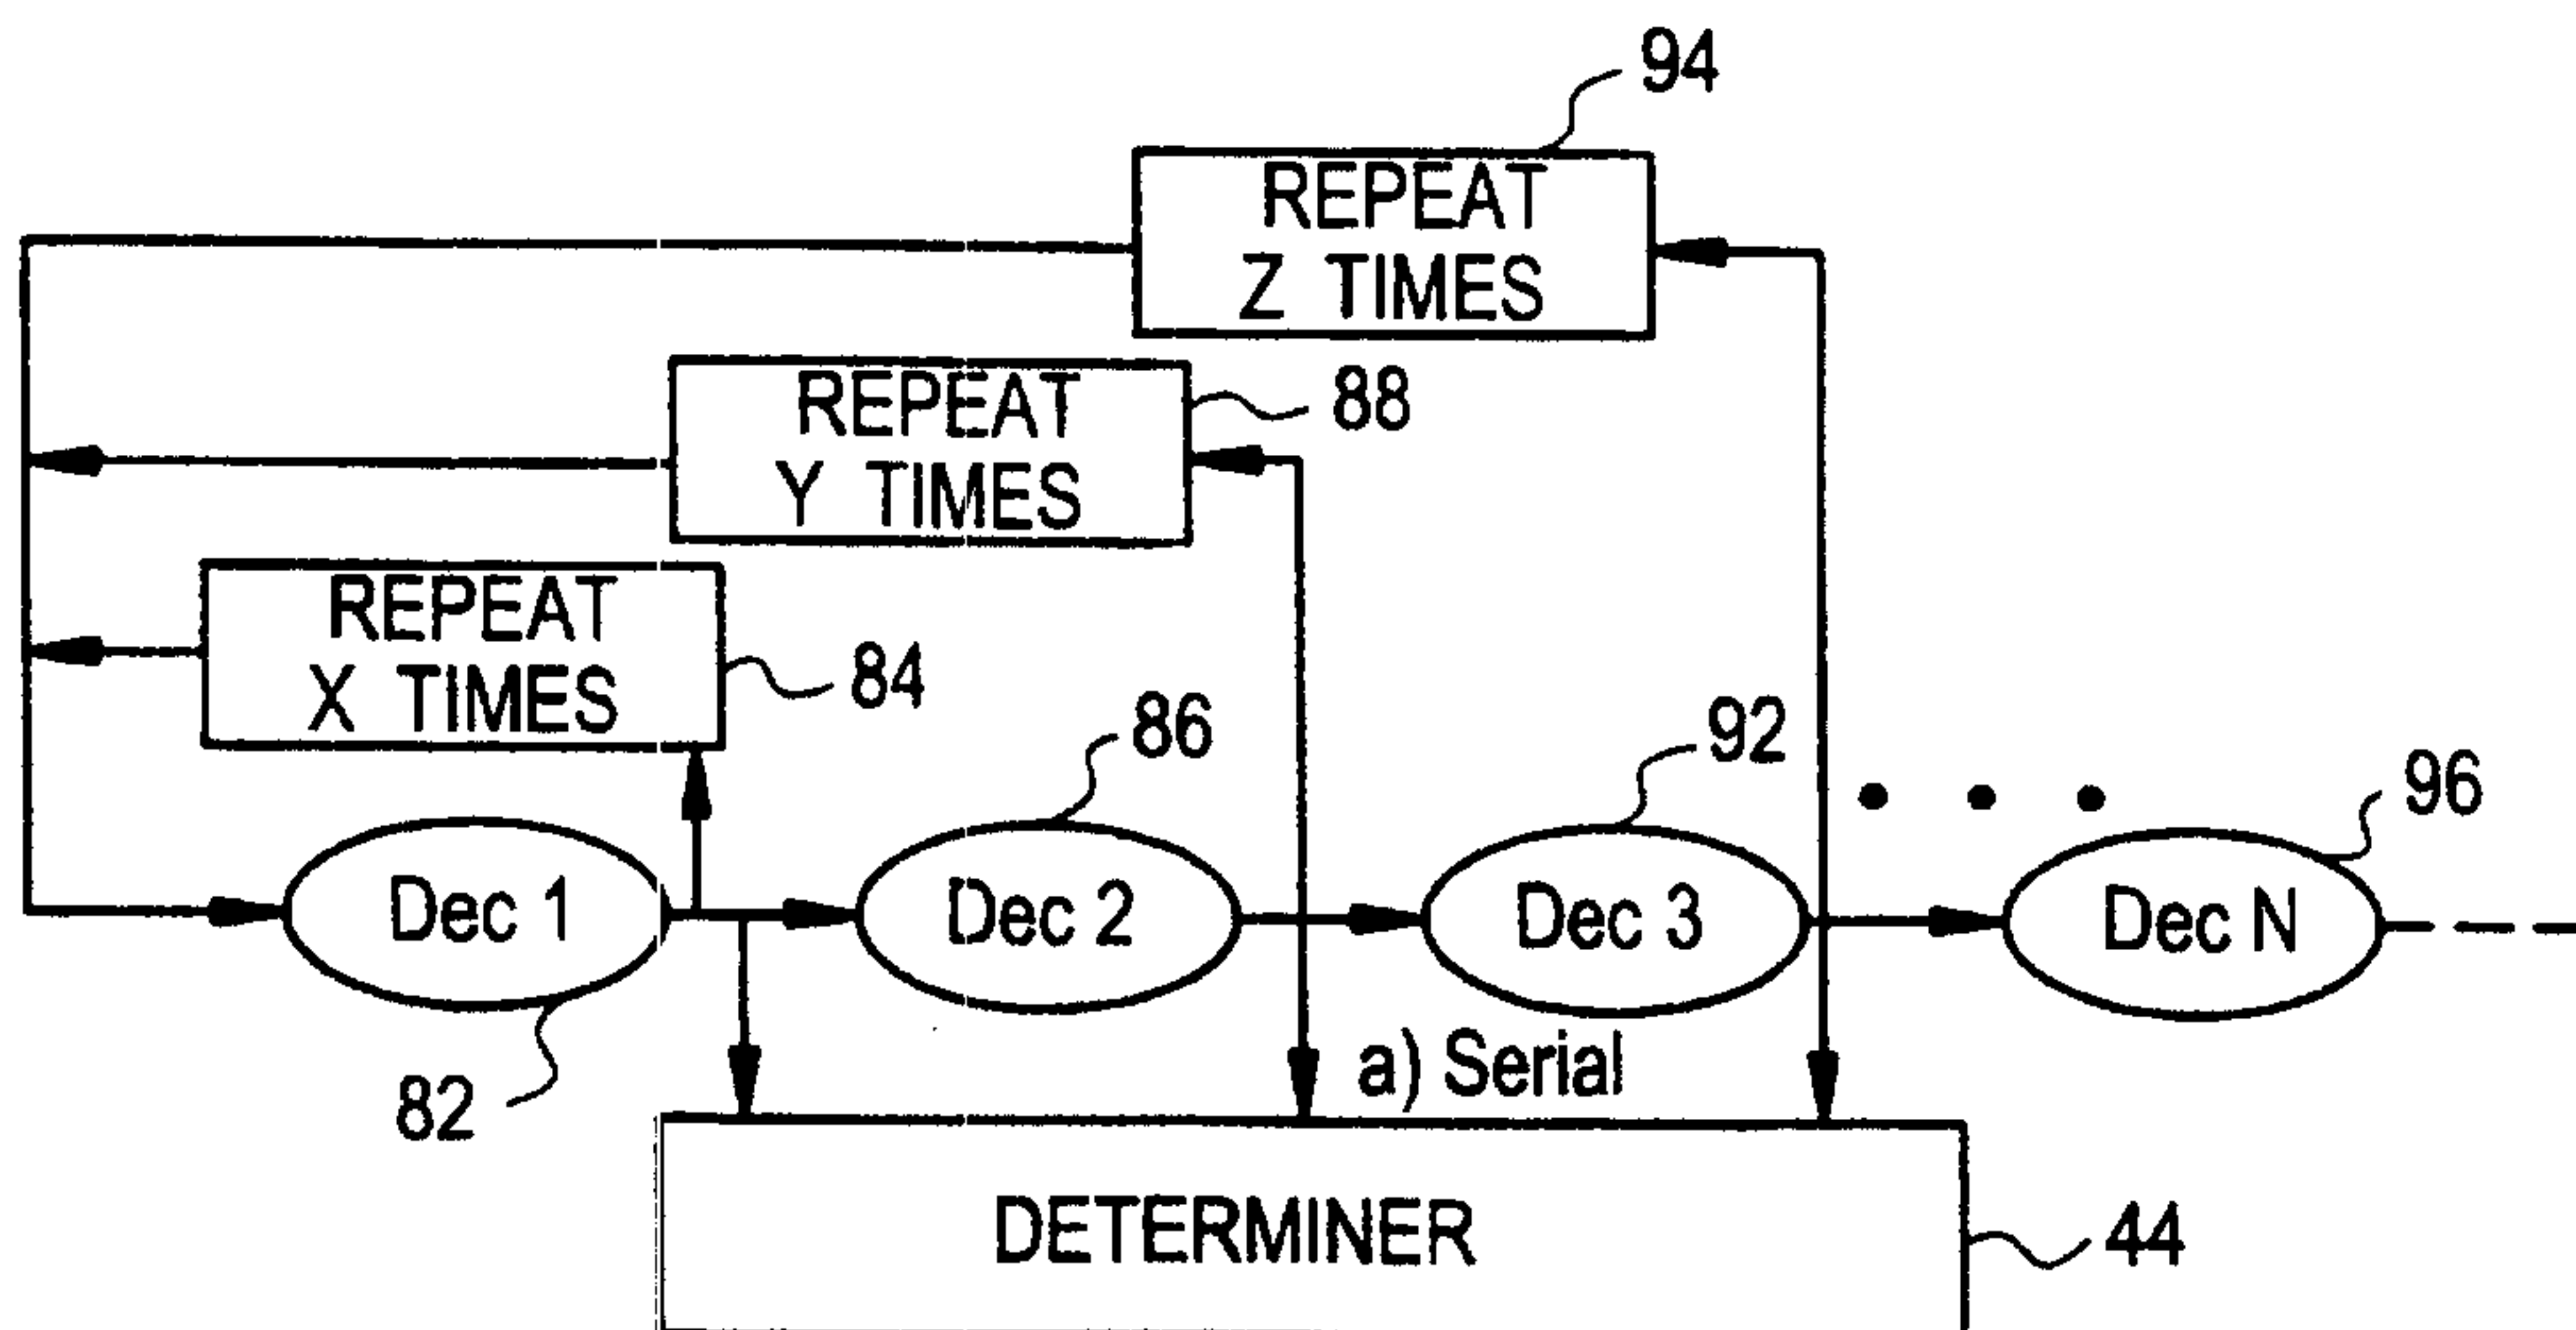 94
REPEAT
Z TIMES
REPEAT
Y TIMES
88
REPEAT
X TIMES
84
86
92
96
Dec 1
Dec 2
Dec 3
Dec N
82
a) Serial
DETERMINER
44